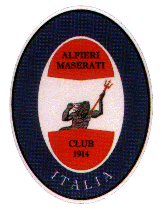 ALFIERI
MASERATI
CLUB
1914
ITALIA